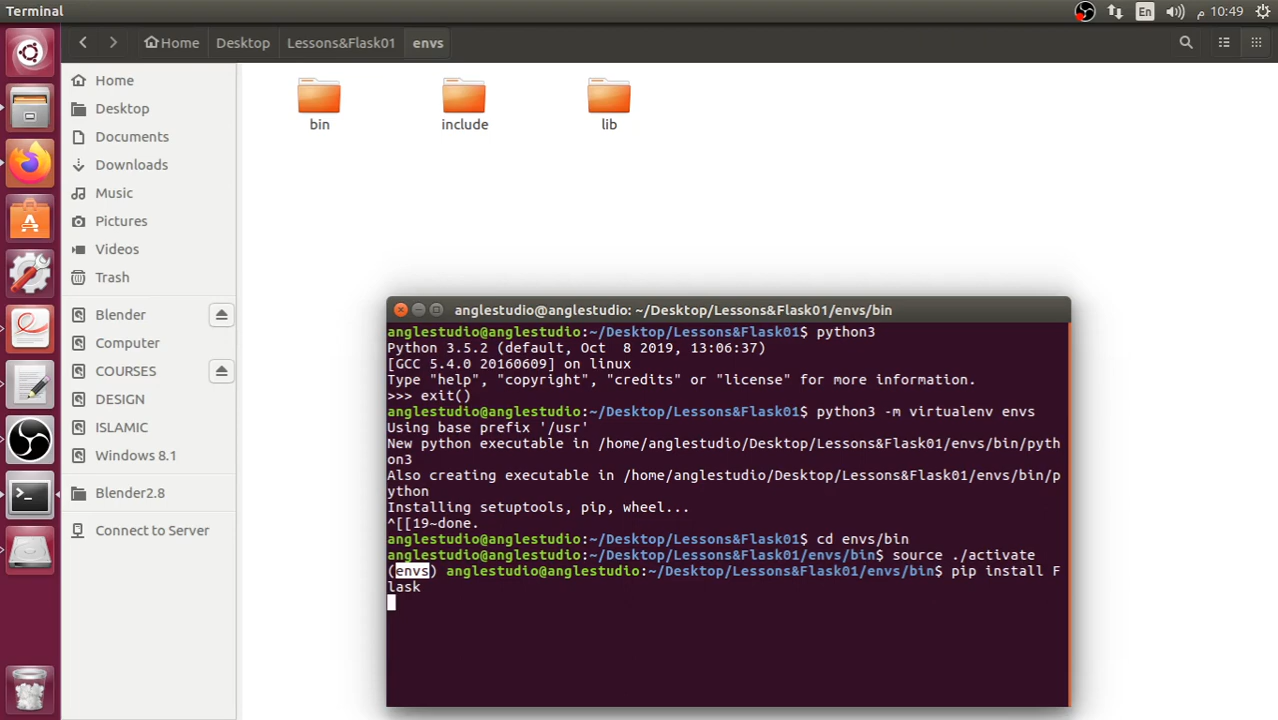 Terminal
En
10:49 م
Home
Desktop
Lessons&Flask01
envs
Home
Desktop
Documents
Downloads
Music
Pictures
Videos
Trash
Blender
Computer
COURSES
DESIGN
ISLAMIC
Windows 8.1
Blender2.8
Connect to Server
bin
include
lib
anglestudio@anglestudio: ~/Desktop/Lessons&Flask01/envs/bin
anglestudio@anglestudio:~/Desktop/Lessons&Flask01$ python3
Python 3.5.2 (default, Oct  8 2019, 13:06:37)
[GCC 5.4.0 20160609] on linux
Type "help", "copyright", "credits" or "license" for more information.
>>> exit()
anglestudio@anglestudio:~/Desktop/Lessons&Flask01$ python3 -m virtualenv envs
Using base prefix '/usr'
New python executable in /home/anglestudio/Desktop/Lessons&Flask01/envs/bin/pyth
on3
Also creating executable in /home/anglestudio/Desktop/Lessons&Flask01/envs/bin/p
ython
Installing setuptools, pip, wheel...
^[[19~done.
anglestudio@anglestudio:~/Desktop/Lessons&Flask01$ cd envs/bin
anglestudio@anglestudio:~/Desktop/Lessons&Flask01/envs/bin$ source ./activate
(envs) anglestudio@anglestudio:~/Desktop/Lessons&Flask01/envs/bin$ pip install F
lask